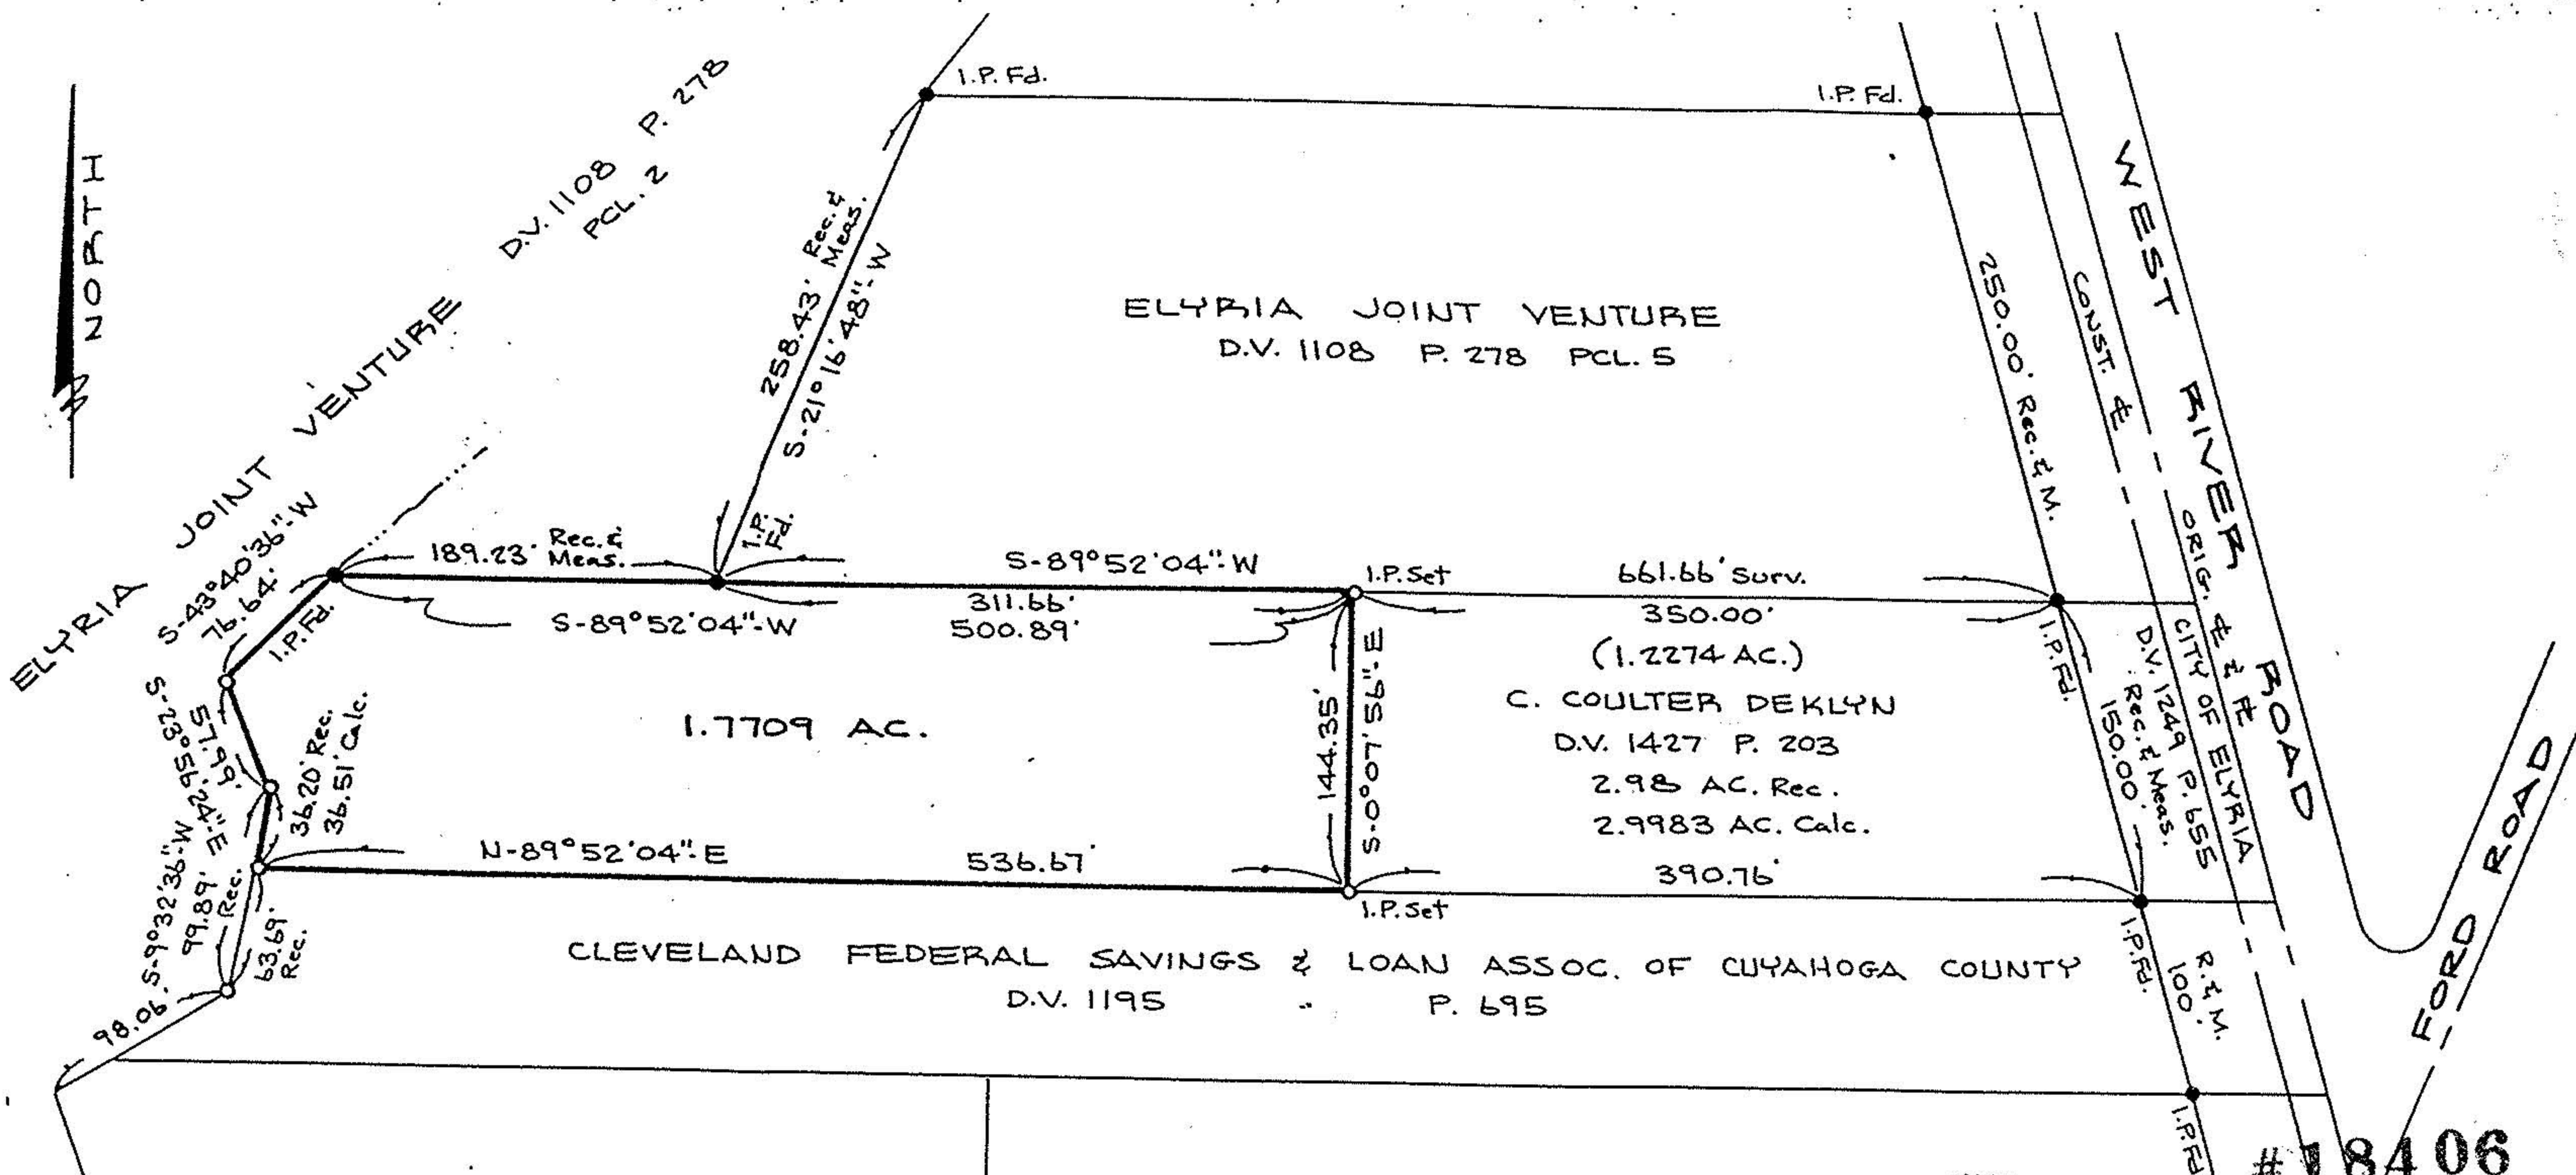 NORTH
D.V. 1108 P. 278
PCL. 2
ELYRIA JOINT VENTURE
I.P. Fd.
I.P. Fd.
258.43' Rec. &
Meas.
S-21°16'48"-W
ELYRIA JOINT VENTURE
D.V. 1108 P. 278 PCL. 5
250.00' Rec. & M.
CONST. ℄
WEST RIVER ROAD
ORIG. ℄ & ℞
CITY OF ELYRIA
D.V. 1249 P. 655
Rec. & Meas.
150.00'
S-43°40'36"-W
76.64'
I.P. Fd.
189.23' Rec. &
Meas.
I.P.
Fd.
S-89°52'04"-W
311.66'
S-89°52'04"-W
500.89'
I.P. Set
661.66' Surv.
350.00'
I.P. Fd.
(1.2274 AC.)
C. COULTER DEKLYN
D.V. 1427 P. 203
2.98 AC. Rec.
2.9983 AC. Calc.
390.76'
144.35'
S-0°07'56"-E
1.7709 AC.
S-23°56'24"-E
57.99'
36.20' Rec.
36.51' Calc.
N-89°52'04"-E
536.67'
I.P. Set
S-9°32'36"-W
99.89' Rec.
63.69'
Rec.
98.06'
CLEVELAND FEDERAL SAVINGS & LOAN ASSOC. OF CUYAHOGA COUNTY
D.V. 1195 P. 695
I.P. Fd.
R. & M.
100'
FORD ROAD
I.P. Fd
#18406